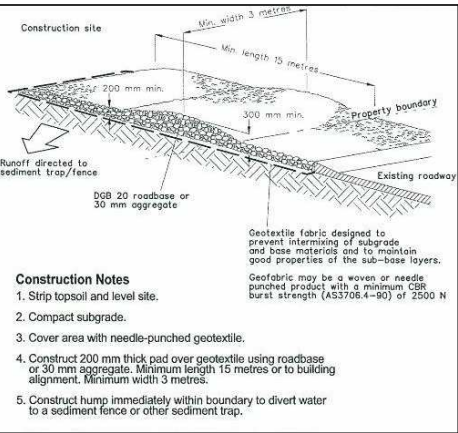 Construction site
Min. width 3 metres
Min. length 15 metres
200 mm min.
300 mm min.
Property boundary
Runoff directed to
sediment trap/fence
DGB 20 roadbase or
30 mm aggregate
Existing roadway
Geotextile fabric designed to
prevent intermixing of subgrade
and base materials and to maintain
good properties of the sub-base layers.
Geofabric may be a woven or needle
punched product with a minimum CBR
burst strength (AS3706.4-90) of 2500 N
Construction Notes
1. Strip topsoil and level site.
2. Compact subgrade.
3. Cover area with needle-punched geotextile.
4. Construct 200 mm thick pad over geotextile using roadbase
or 30 mm aggregate. Minimum length 15 metres or to building
alignment. Minimum width 3 metres.
5. Construct hump immediately within boundary to divert water
to a sediment fence or other sediment trap.